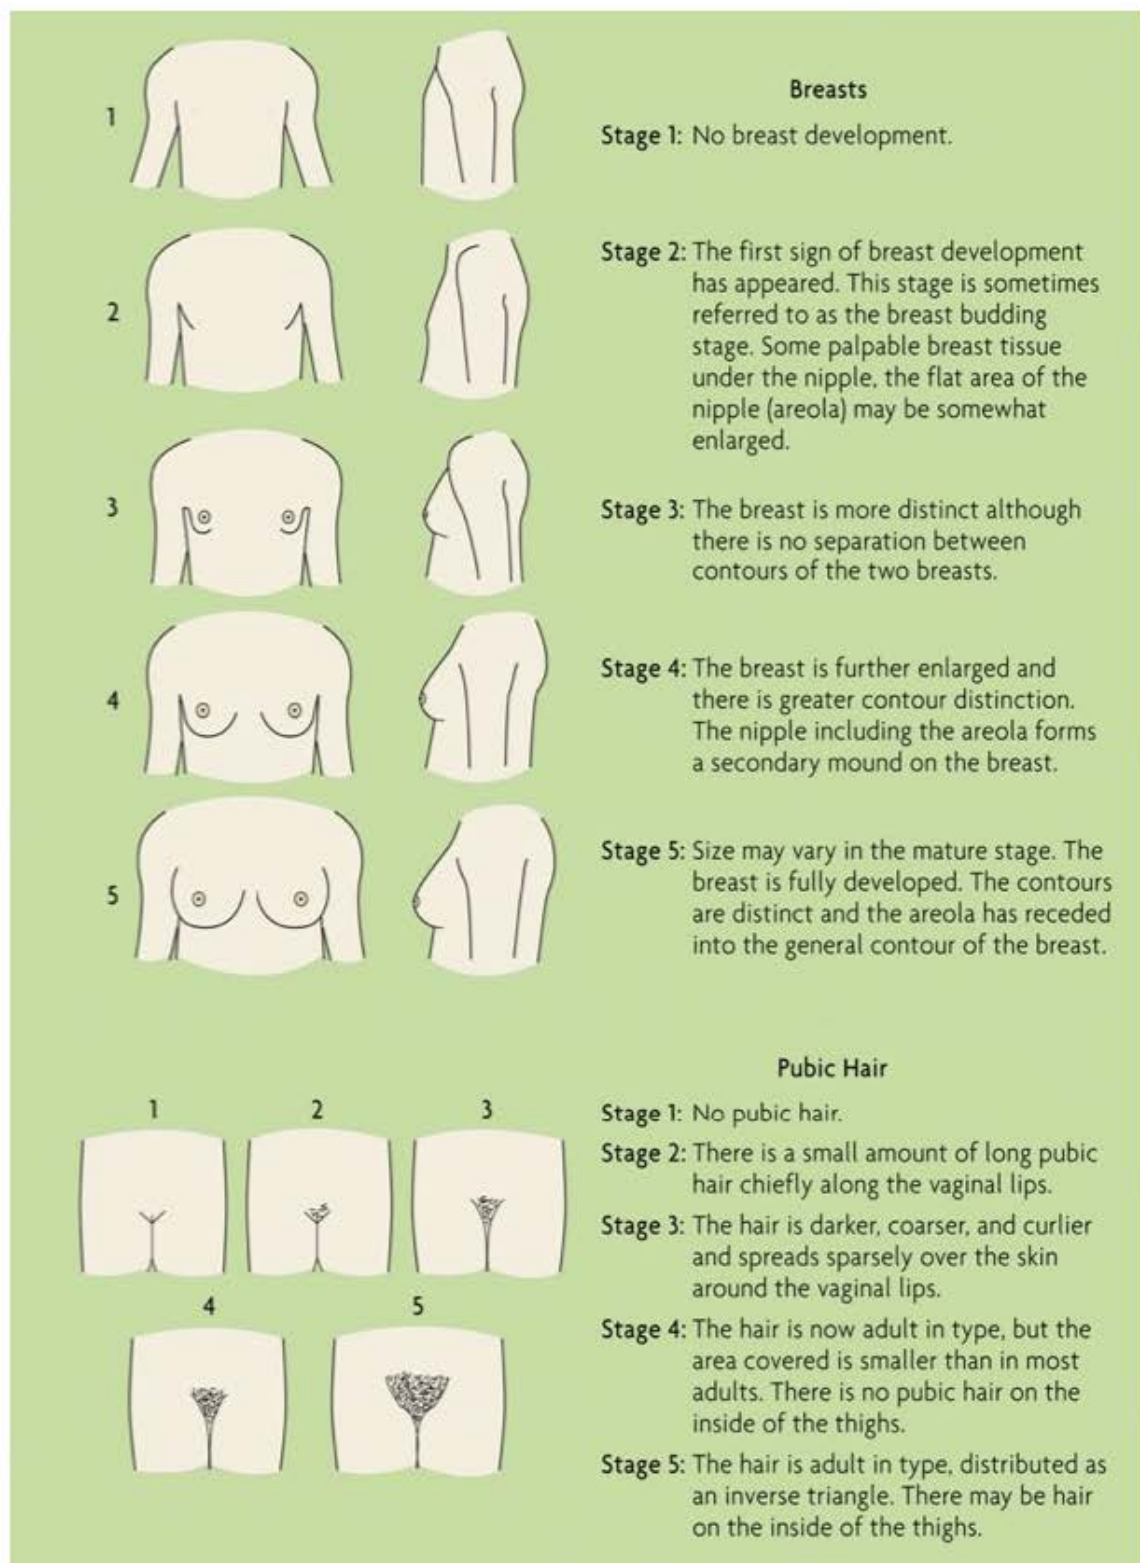 Breasts
1
Stage 1: No breast development.
2
Stage 2: The first sign of breast development
has appeared. This stage is sometimes
referred to as the breast budding
stage. Some palpable breast tissue
under the nipple, the flat area of the
nipple (areola) may be somewhat
enlarged.
3
Stage 3: The breast is more distinct although
there is no separation between
contours of the two breasts.
4
Stage 4: The breast is further enlarged and
there is greater contour distinction.
The nipple including the areola forms
a secondary mound on the breast.
5
Stage 5: Size may vary in the mature stage. The
breast is fully developed. The contours
are distinct and the areola has receded
into the general contour of the breast.
Pubic Hair
1 2 3
Stage 1: No pubic hair.
Stage 2: There is a small amount of long pubic
hair chiefly along the vaginal lips.
Stage 3: The hair is darker, coarser, and curlier
and spreads sparsely over the skin
around the vaginal lips.
4 5
Stage 4: The hair is now adult in type, but the
area covered is smaller than in most
adults. There is no pubic hair on the
inside of the thighs.
Stage 5: The hair is adult in type, distributed as
an inverse triangle. There may be hair
on the inside of the thighs.